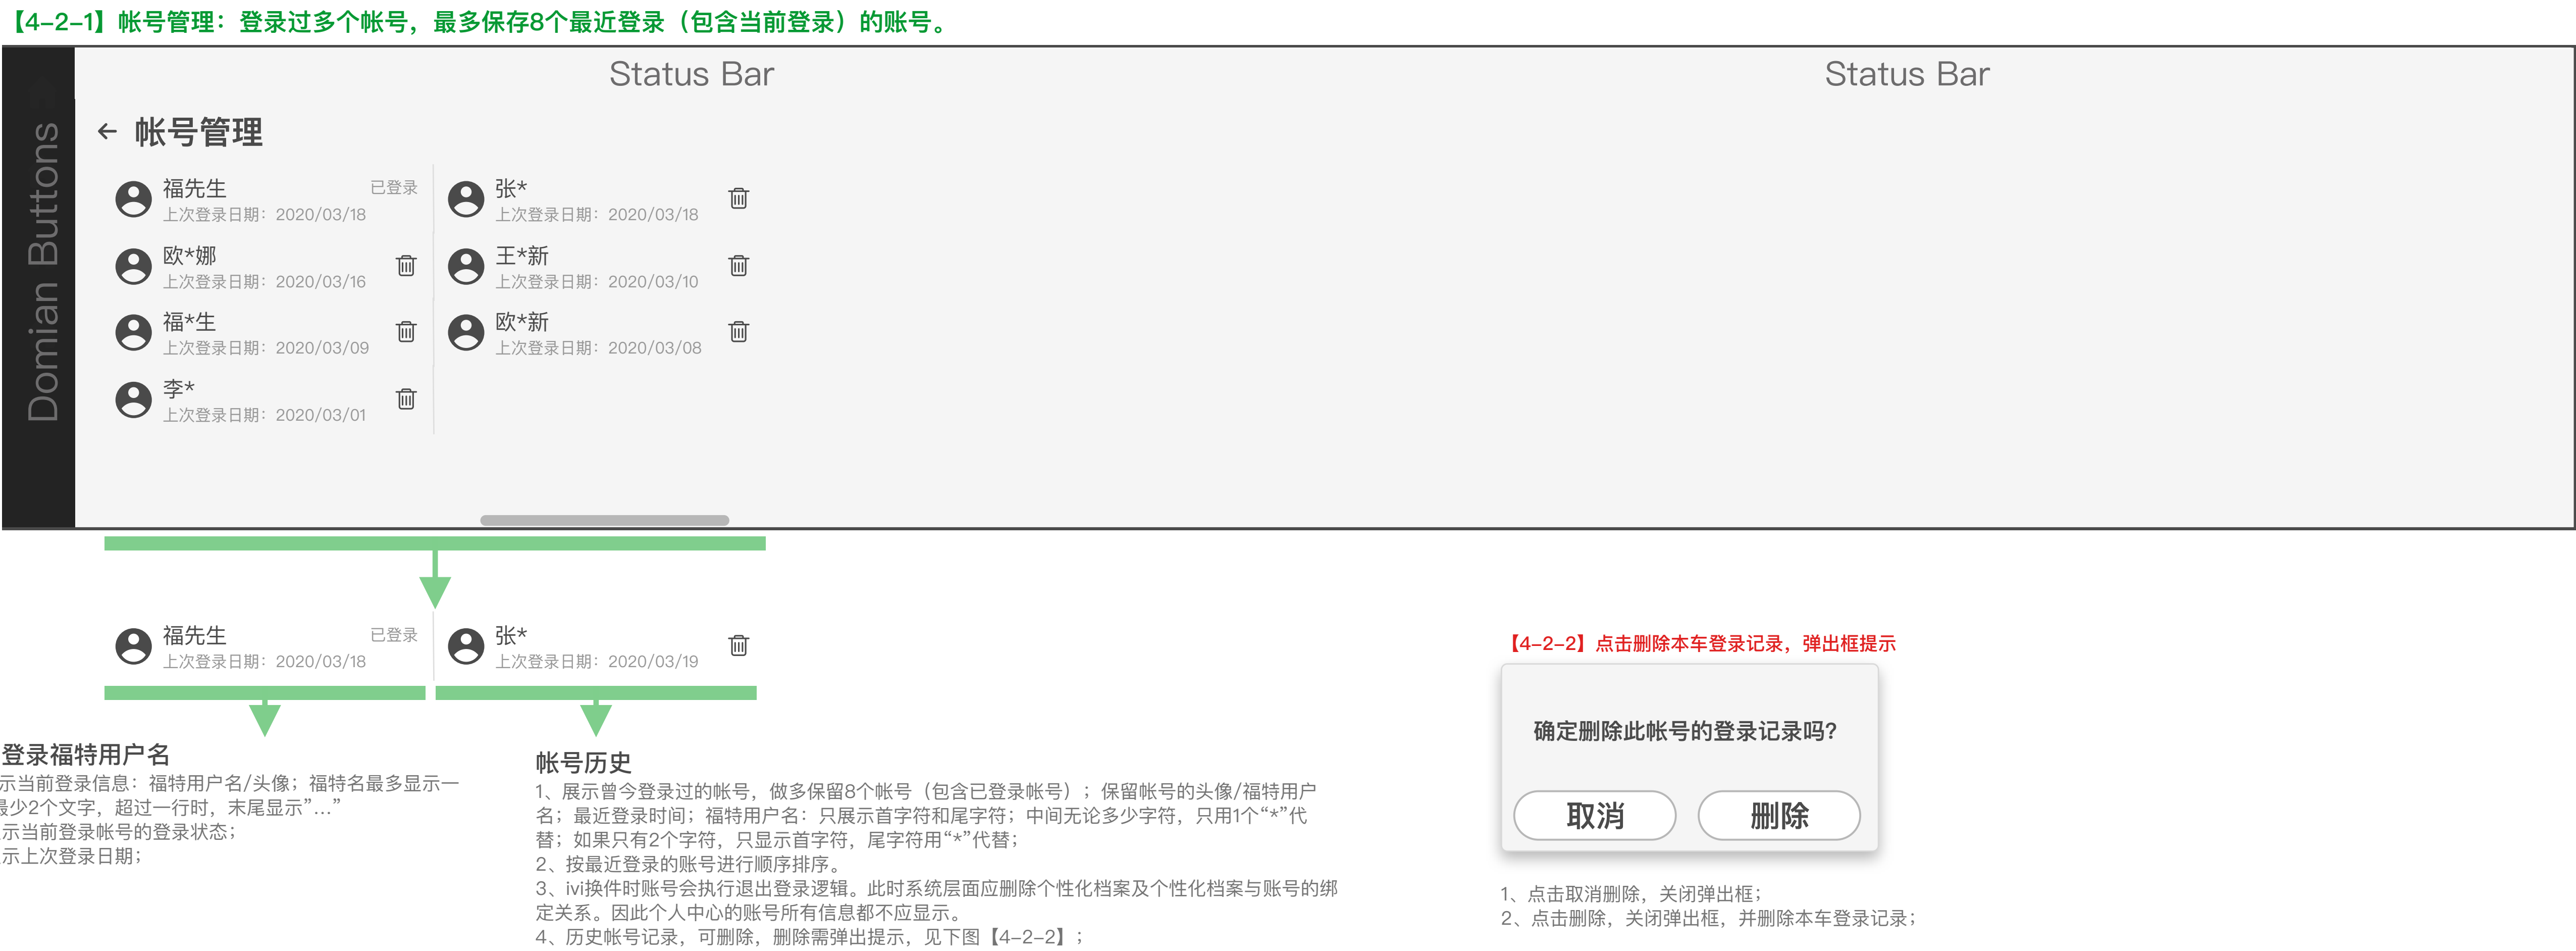 【4-2-1】帐号管理：登录过多个帐号，最多保存8个最近登录（包含当前登录）的账号。
Status Bar
Status Bar
Domian Buttons
帐号管理
福先生
已登录
上次登录日期：2020/03/18
张*
上次登录日期：2020/03/18
欧*娜
上次登录日期：2020/03/16
王*新
上次登录日期：2020/03/10
福*生
上次登录日期：2020/03/09
欧*新
上次登录日期：2020/03/08
李*
上次登录日期：2020/03/01
福先生
已登录
上次登录日期：2020/03/18
张*
上次登录日期：2020/03/19
登录福特用户名
示当前登录信息：福特用户名/头像；福特名最多显示一
最少2个文字，超过一行时，末尾显示”...”
示当前登录帐号的登录状态；
示上次登录日期；
帐号历史
1、展示曾今登录过的帐号，做多保留8个帐号（包含已登录帐号）；保留帐号的头像/福特用户
名；最近登录时间；福特用户名：只展示首字符和尾字符；中间无论多少字符，只用1个“*”代
替；如果只有2个字符，只显示首字符，尾字符用“*”代替；
2、按最近登录的账号进行顺序排序。
3、ivi换件时账号会执行退出登录逻辑。此时系统层面应删除个性化档案及个性化档案与账号的绑
定关系。因此个人中心的账号所有信息都不应显示。
4、历史帐号记录，可删除，删除需弹出提示，见下图【4-2-2】；
【4-2-2】点击删除本车登录记录，弹出框提示
确定删除此帐号的登录记录吗？
取消
删除
1、点击取消删除，关闭弹出框；
2、点击删除，关闭弹出框，并删除本车登录记录；